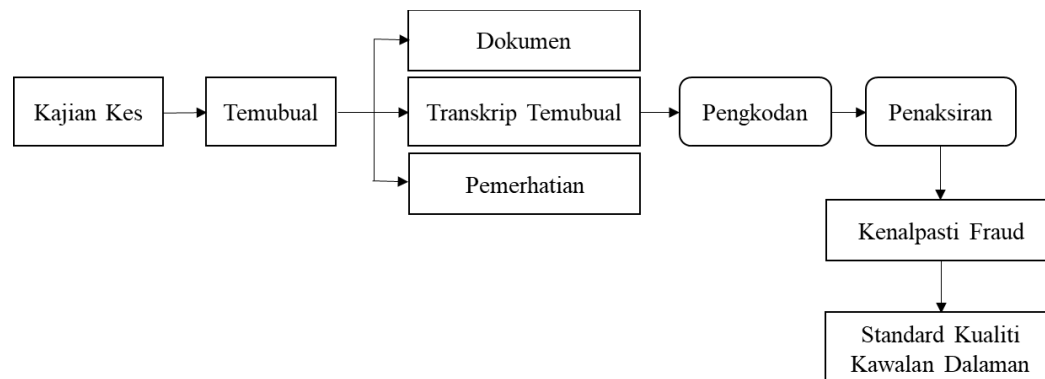 Dokumen
Kajian Kes
Temubual
Transkrip Temubual
Pengkodan
Penaksiran
Pemerhatian
Kenalpasti Fraud
Standard Kualiti
Kawalan Dalaman